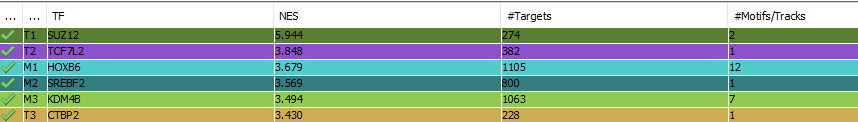 ... ... TF NES #Targets #Motifs/Tracks
T1 SUZ12 5.944 274 2
T2 TCF7L2 3.848 382 1
M1 HOXB6 3.679 1105 12
M2 SREBF2 3.569 800 1
M3 KDM4B 3.494 1063 7
T3 CTBP2 3.430 228 1